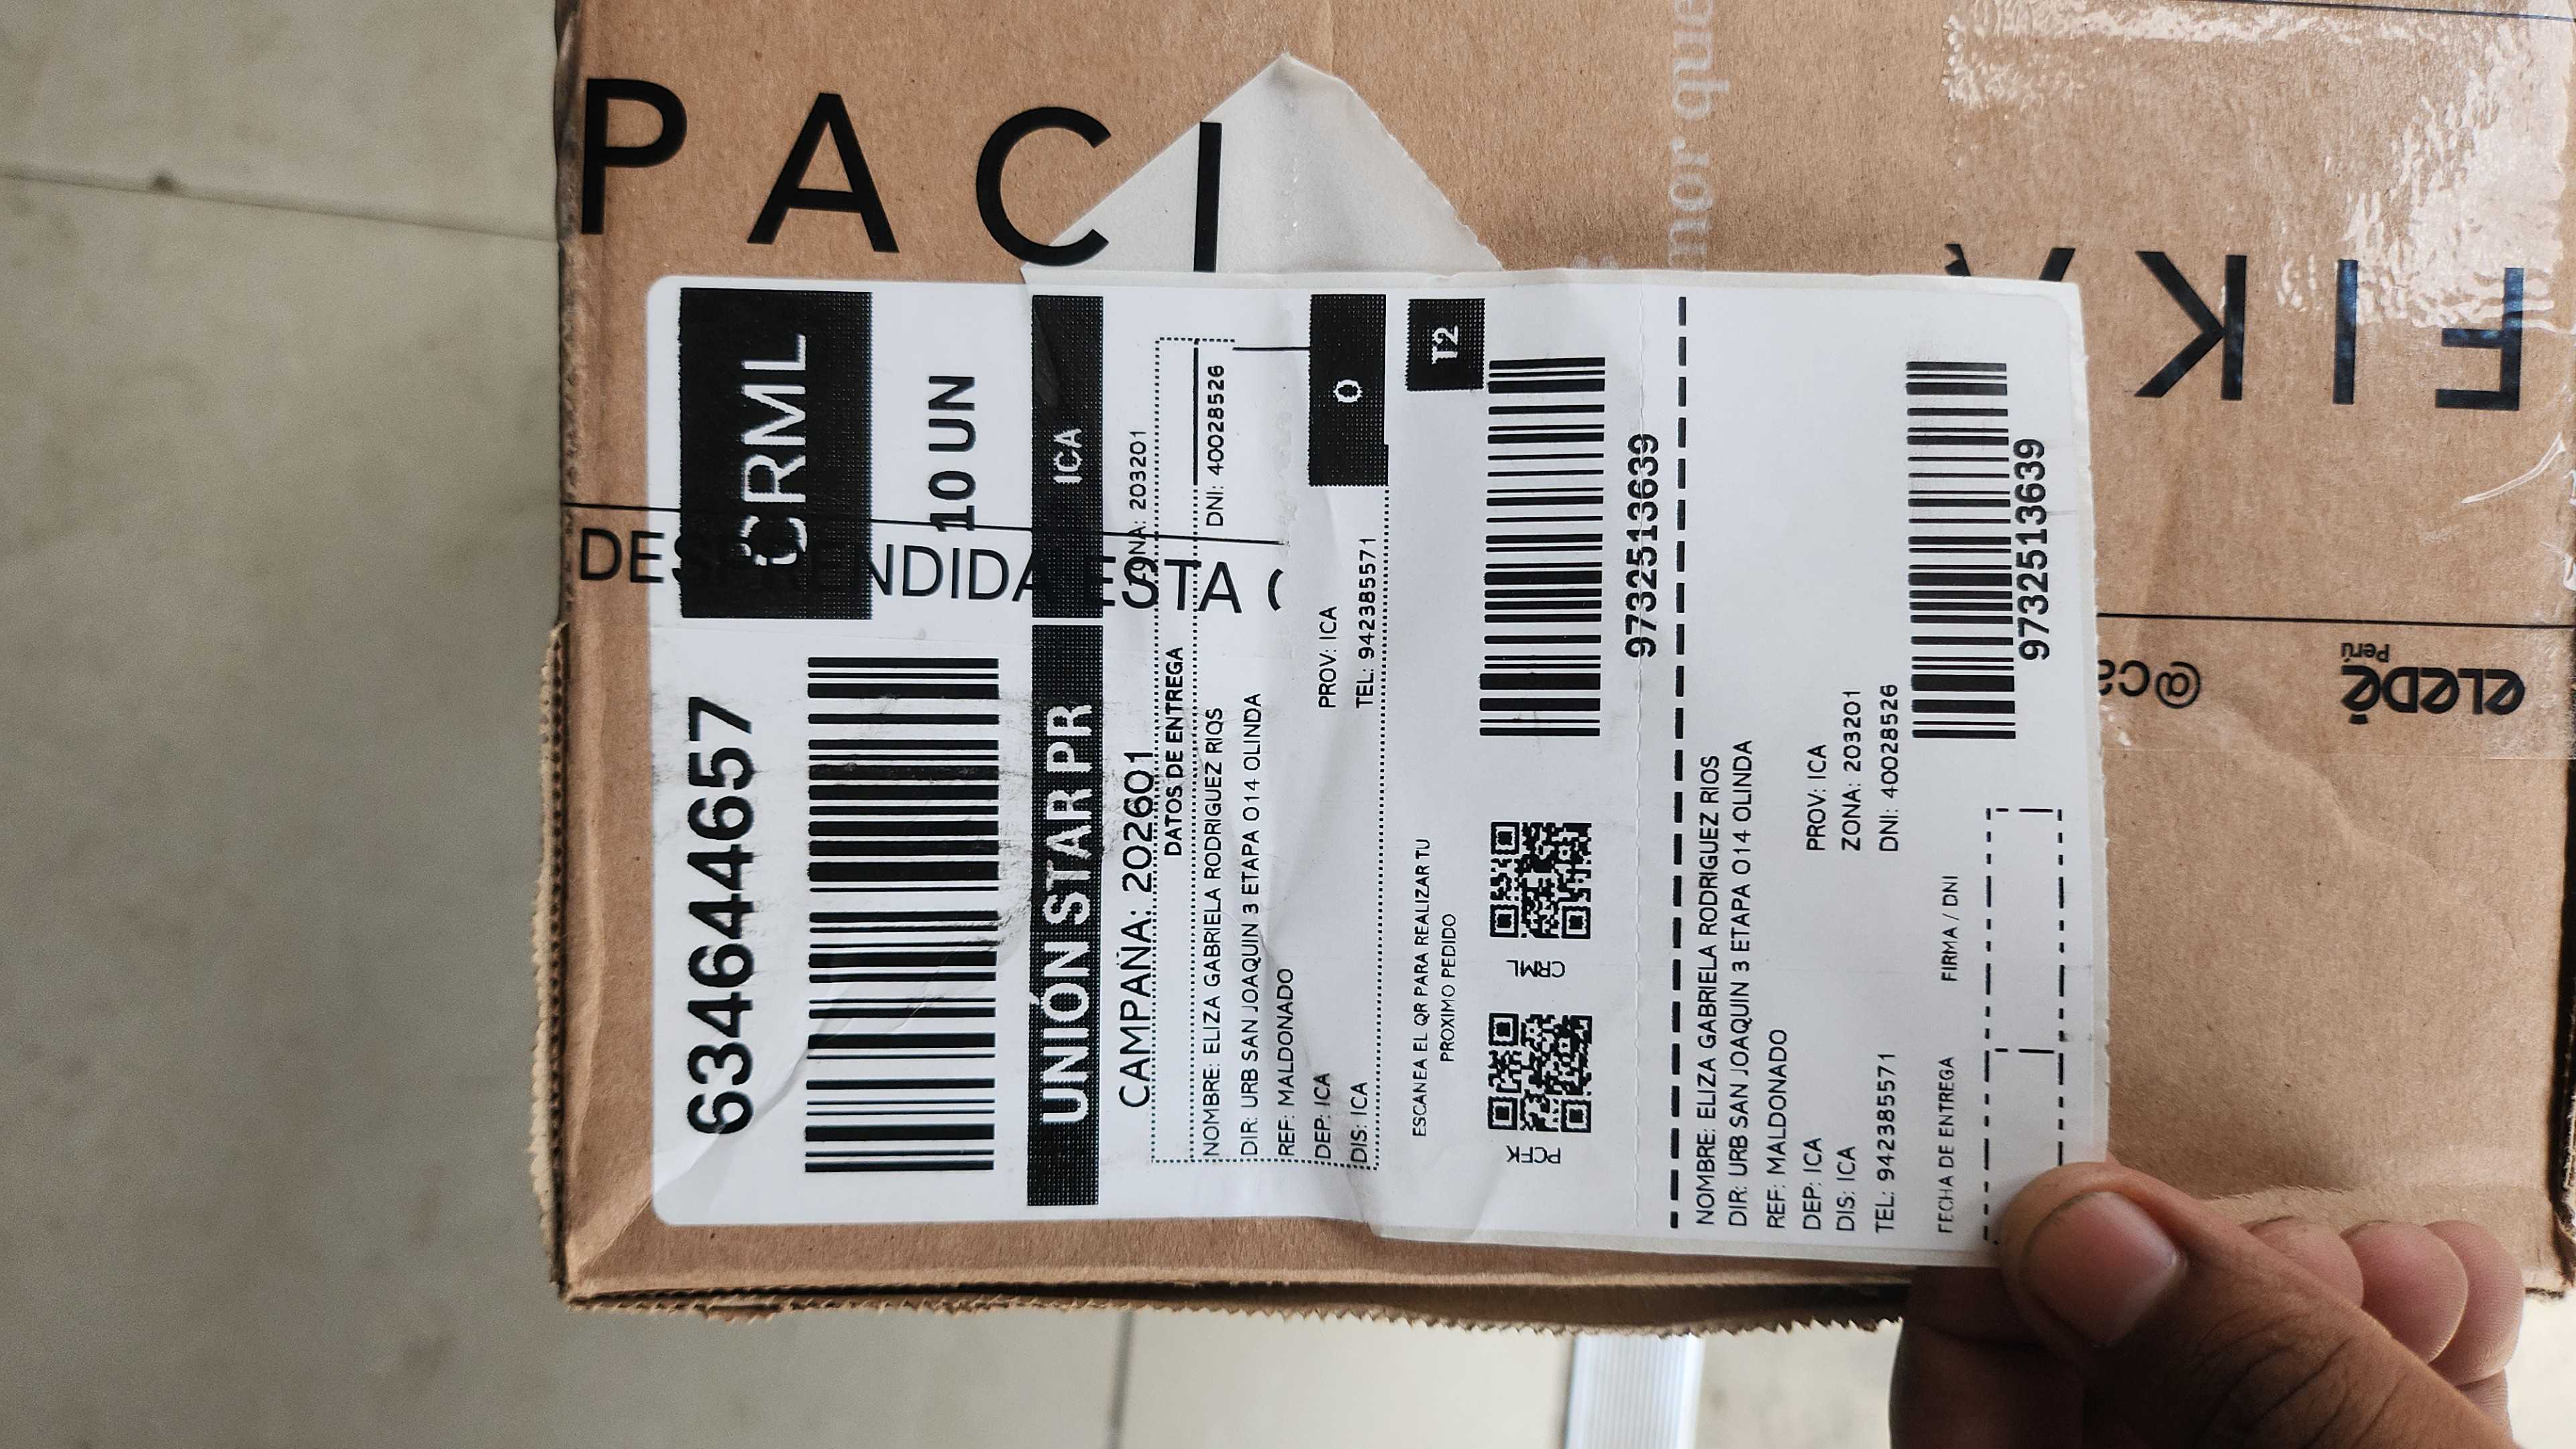 PACI
FIKA
CRML
6346444657
10 UN
UNIÓN STAR PR
ICA
CAMPAÑA: 202601
ZONA: 203201
DATOS DE ENTREGA
NOMBRE: ELIZA GABRIELA RODRIGUEZ RIOS
DNI: 40028526
DIR: URB SAN JOAQUIN 3 ETAPA O14 OLINDA
REF: MALDONADO
DEP: ICA
PROV: ICA
DIS: ICA
TEL: 942385571
O
T2
ESCANEA EL QR PARA REALIZAR TU
PROXIMO PEDIDO
PCFK
CRML
9732513639
NOMBRE: ELIZA GABRIELA RODRIGUEZ RIOS
DIR: URB SAN JOAQUIN 3 ETAPA O14 OLINDA
REF: MALDONADO
DEP: ICA
PROV: ICA
DIS: ICA
ZONA: 203201
TEL: 942385571
DNI: 40028526
FECHA DE ENTREGA
FIRMA / DNI
9732513639
ESTA
eLeDé
Perú
@ca